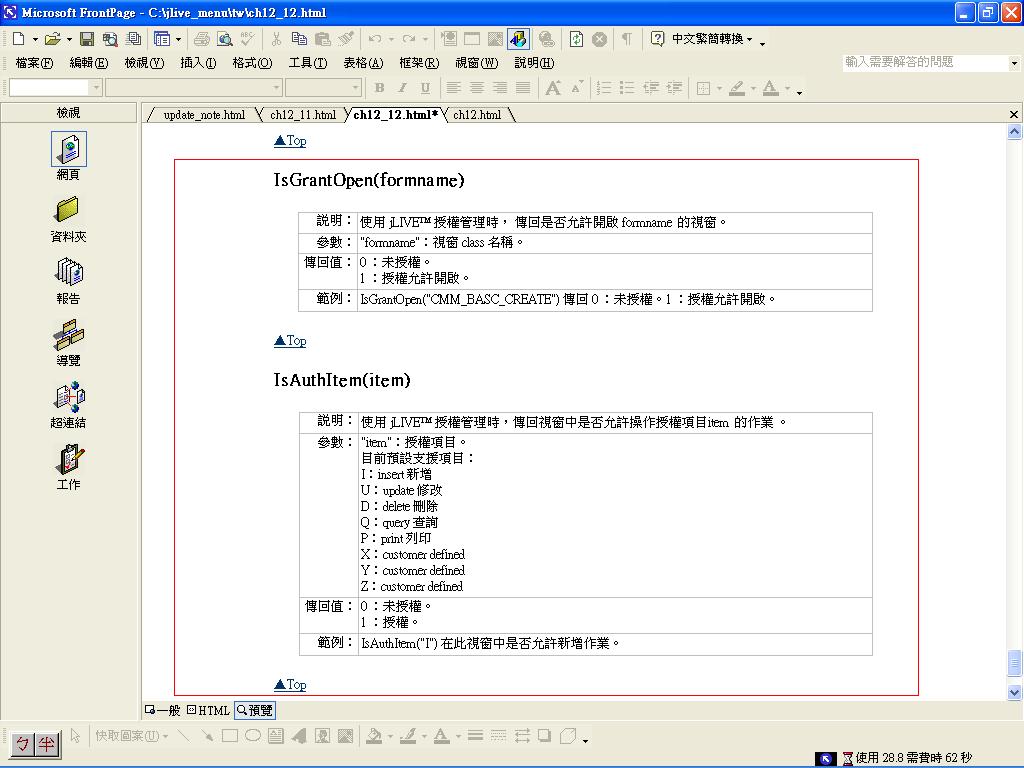 Microsoft FrontPage - C:\jlive_menu\tw\ch12_12.html
中文繁簡轉換
檔案(F) 編輯(E) 檢視(V) 插入(I) 格式(O) 工具(T) 表格(A) 框架(R) 視窗(W) 說明(H) 輸入需要解答的問題
B I U A A A
檢視
update_note.html ch12_11.html ch12_12.html* ch12.html
網頁
資料夾
報告
導覽
超連結
工作
▲Top
IsGrantOpen(formname)
說明： 使用 jLIVE™ 授權管理時， 傳回是否允許開啟 formname 的視窗。
參數： "formname"：視窗 class 名稱。
傳回值： 0：未授權。
1：授權允許開啟。
範例： IsGrantOpen("CMM_BASC_CREATE") 傳回 0：未授權。1：授權允許開啟。
▲Top
IsAuthItem(item)
說明： 使用 jLIVE™ 授權管理時，傳回視窗中是否允許操作授權項目item 的作業 。
參數： "item"：授權項目。
目前預設支援項目：
I：insert 新增
U：update 修改
D：delete 刪除
Q：query 查詢
P：print 列印
X：customer defined
Y：customer defined
Z：customer defined
傳回值： 0：未授權。
1：授權。
範例： IsAuthItem("I") 在此視窗中是否允許新增作業。
▲Top
一般 HTML 預覽
快取圖案(U)
ㄅ 半
使用 28.8 需費時 62 秒